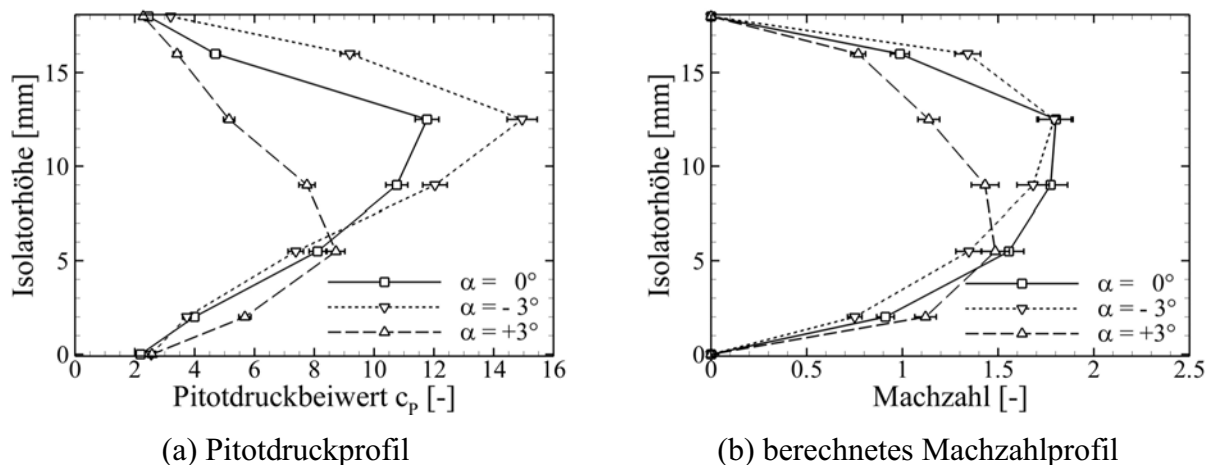 Isolatorhöhe [mm]
15
10
5
0
0 2 4 6 8 10 12 14 16
Pitotdruckbeiwert cP [-]
α = 0°
α = - 3°
α = +3°
(a) Pitotdruckprofil
Isolatorhöhe [mm]
15
10
5
0
0 0.5 1 1.5 2 2.5
Machzahl [-]
α = 0°
α = - 3°
α = +3°
(b) berechnetes Machzahlprofil